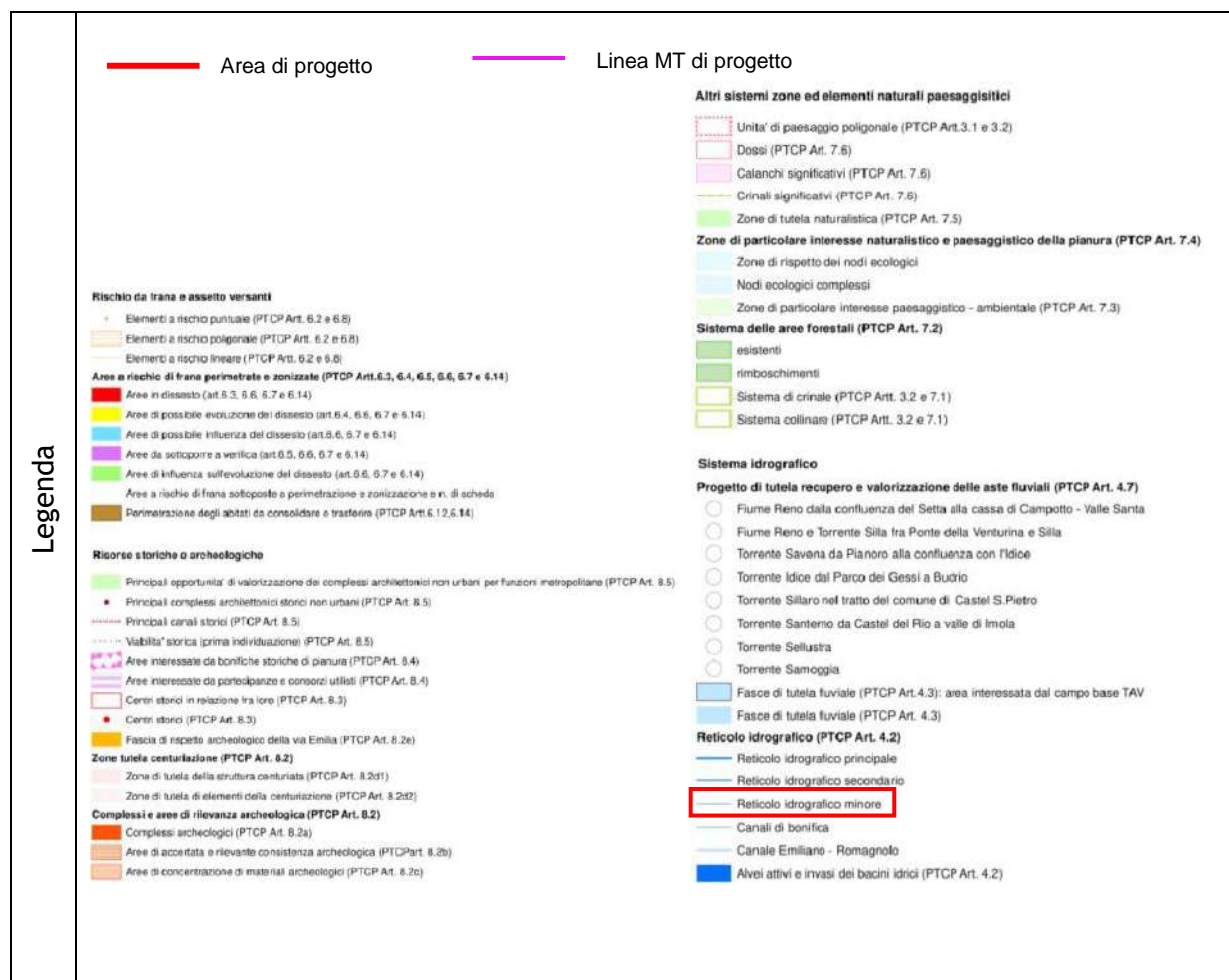 Legenda
Area di progetto
Linea MT di progetto
Rischio da frana e assetto versanti
Elementi a rischio puntuale (PTCP Artt. 6.2 e 6.8)
Elementi a rischio poligonale (PTCP Artt. 6.2 e 6.8)
Elementi a rischio lineare (PTCP Artt. 6.2 e 6.8)
Aree a rischio di frana perimetrate e zonizzate (PTCP Artt.6.3, 6.4, 6.5, 6.6, 6.7 e 6.14)
Aree in dissesto (art.6.3, 6.6, 6.7 e 6.14)
Aree di possibile evoluzione del dissesto (art.6.4, 6.6, 6.7 e 6.14)
Aree di possibile influenza del dissesto (art.6.6, 6.7 e 6.14)
Aree da sottoporre a verifica (art.6.5, 6.6, 6.7 e 6.14)
Aree di influenza sull'evoluzione del dissesto (art.6.6, 6.7 e 6.14)
Aree a rischio di frana sottoposte a perimetrazione e zonizzazione e n. di scheda
Perimetrazione degli abitati da consolidare e trasferire (PTCP Artt.6.12,6.14)
Risorse storiche e archeologiche
Principali opportunita' di valorizzazione dei complessi architettonici non urbani per funzioni metropolitane (PTCP Art. 8.5)
Principali complessi architettonici storici non urbani (PTCP Art. 8.5)
Principali canali storici (PTCP Art. 8.5)
Viabilita' storica (prima individuazione) (PTCP Art. 8.5)
Aree interessate da bonifiche storiche di pianura (PTCP Art. 8.4)
Aree interessate da partecipanze e consorzi utilisti (PTCP Art. 8.4)
Centri storici in relazione fra loro (PTCP Art. 8.3)
Centri storici (PTCP Art. 8.3)
Fascia di rispetto archeologico della via Emilia (PTCP Art. 8.2e)
Zone tutela centuriazione (PTCP Art. 8.2)
Zone di tutela della struttura centuriata (PTCP Art. 8.2d1)
Zone di tutela di elementi della centuriazione (PTCP Art. 8.2d2)
Complessi e aree di rilevanza archeologica (PTCP Art. 8.2)
Complessi archeologici (PTCP Art. 8.2a)
Aree di accertata e rilevante consistenza archeologica (PTCPart. 8.2b)
Aree di concentrazione di materiali archeologici (PTCP Art. 8.2c)
Altri sistemi zone ed elementi naturali paesaggisitici
Unita' di paesaggio poligonale (PTCP Art.3.1 e 3.2)
Dossi (PTCP Art. 7.6)
Calanchi significativi (PTCP Art. 7.6)
Crinali significativi (PTCP Art. 7.6)
Zone di tutela naturalistica (PTCP Art. 7.5)
Zone di particolare interesse naturalistico e paesaggistico della pianura (PTCP Art. 7.4)
Zone di rispetto dei nodi ecologici
Nodi ecologici complessi
Zone di particolare interesse paesaggistico - ambientale (PTCP Art. 7.3)
Sistema delle aree forestali (PTCP Art. 7.2)
esistenti
rimboschimenti
Sistema di crinale (PTCP Artt. 3.2 e 7.1)
Sistema collinare (PTCP Artt. 3.2 e 7.1)
Sistema idrografico
Progetto di tutela recupero e valorizzazione delle aste fluviali (PTCP Art. 4.7)
Fiume Reno dalla confluenza del Setta alla cassa di Campotto - Valle Santa
Fiume Reno e Torrente Silla fra Ponte della Venturina e Silla
Torrente Savena da Pianoro alla confluenza con l'Idice
Torrente Idice dal Parco dei Gessi a Budrio
Torrente Sillaro nel tratto del comune di Castel S.Pietro
Torrente Santerno da Castel del Rio a valle di Imola
Torrente Sellustra
Torrente Samoggia
Fasce di tutela fluviale (PTCP Art.4.3): area interessata dal campo base TAV
Fasce di tutela fluviale (PTCP Art. 4.3)
Reticolo idrografico (PTCP Art. 4.2)
Reticolo idrografico principale
Reticolo idrografico secondario
Reticolo idrografico minore
Canali di bonifica
Canale Emiliano - Romagnolo
Alvei attivi e invasi dei bacini idrici (PTCP Art. 4.2)